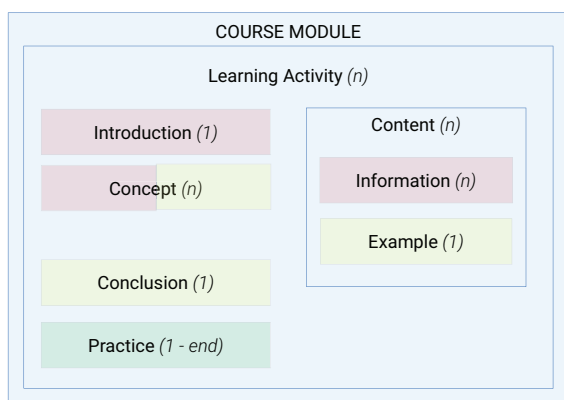 COURSE MODULE
Learning Activity (n)
Introduction (1)
Concept (n)
Conclusion (1)
Practice (1 - end)
Content (n)
Information (n)
Example (1)